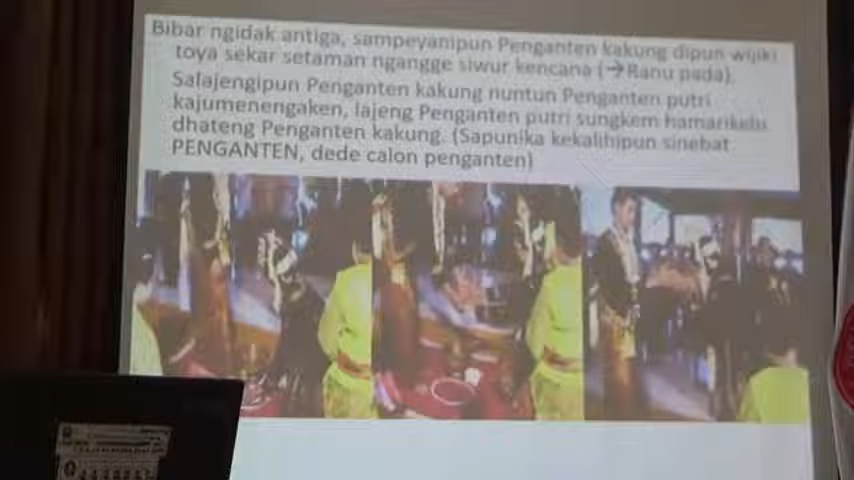 Bibar ngidak antiga, sampeyanipun Penganten kakung dipun wijiki
toya sekar setaman ngangge siwur kencana (→Ranu pada).
Salajengipun Penganten kakung nuntun Penganten putri
kajumenengaken, lajeng Penganten putri sungkem hamarikelu
dhateng Penganten kakung. (Sapunika kekalihipun sinebat
PENGANTEN, dede calon penganten)